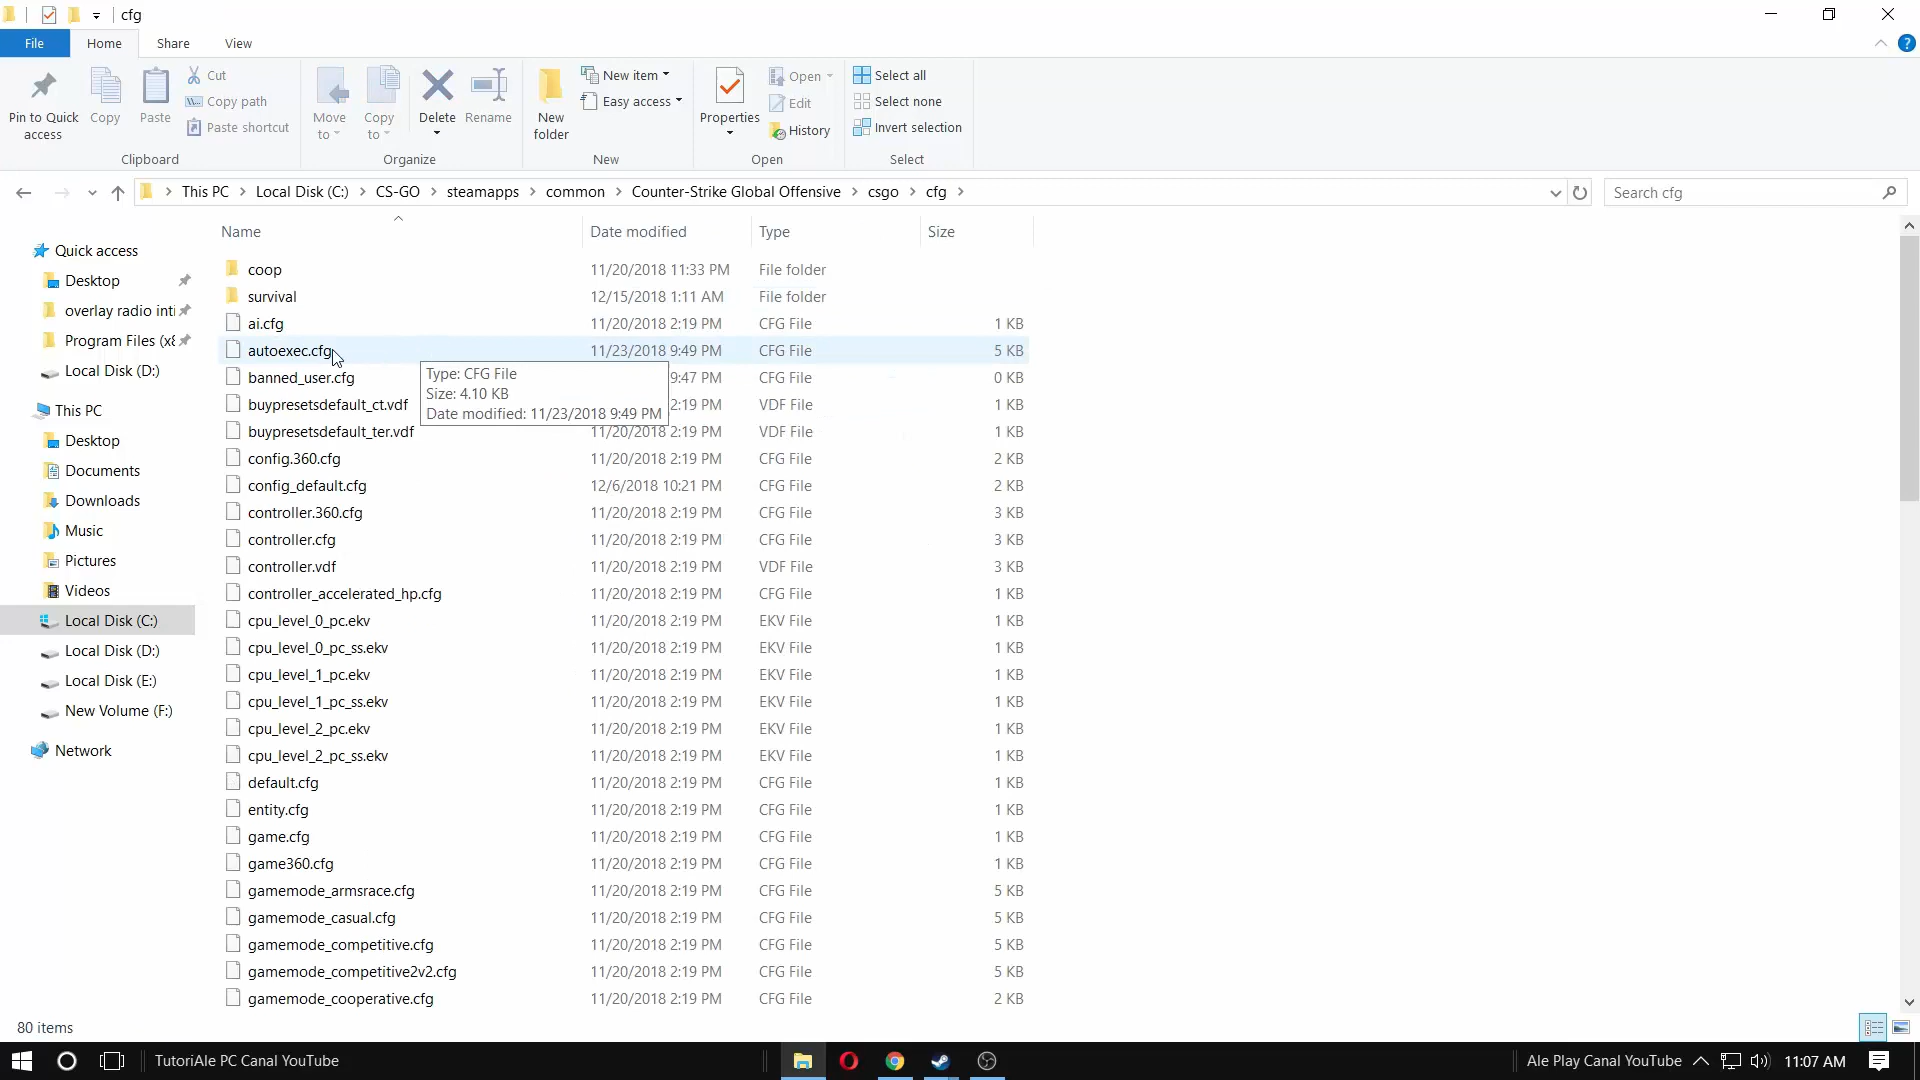 cfg
File Home Share View
Pin to Quick access
Copy
Paste
Cut
Copy path
Paste shortcut
Clipboard
Move to
Copy to
Delete
Rename
Organize
New folder
New item
Easy access
New
Properties
Open
Edit
History
Open
Select all
Select none
Invert selection
Select
This PC > Local Disk (C:) > CS-GO > steamapps > common > Counter-Strike Global Offensive > csgo > cfg >
Search cfg
Quick access
Desktop
overlay radio inti
Program Files (x8
Local Disk (D:)
This PC
Desktop
Documents
Downloads
Music
Pictures
Videos
Local Disk (C:)
Local Disk (D:)
Local Disk (E:)
New Volume (F:)
Network
Name Date modified Type Size
coop 11/20/2018 11:33 PM File folder
survival 12/15/2018 1:11 AM File folder
ai.cfg 11/20/2018 2:19 PM CFG File 1 KB
autoexec.cfg 11/23/2018 9:49 PM CFG File 5 KB
banned_user.cfg 9:47 PM CFG File 0 KB
buypresetsdefault_ct.vdf 2:19 PM VDF File 1 KB
buypresetsdefault_ter.vdf 11/20/2018 2:19 PM VDF File 1 KB
Type: CFG File
Size: 4.10 KB
Date modified: 11/23/2018 9:49 PM
config.360.cfg 11/20/2018 2:19 PM CFG File 2 KB
config_default.cfg 12/6/2018 10:21 PM CFG File 2 KB
controller.360.cfg 11/20/2018 2:19 PM CFG File 3 KB
controller.cfg 11/20/2018 2:19 PM CFG File 3 KB
controller.vdf 11/20/2018 2:19 PM VDF File 3 KB
controller_accelerated_hp.cfg 11/20/2018 2:19 PM CFG File 1 KB
cpu_level_0_pc.ekv 11/20/2018 2:19 PM EKV File 1 KB
cpu_level_0_pc_ss.ekv 11/20/2018 2:19 PM EKV File 1 KB
cpu_level_1_pc.ekv 11/20/2018 2:19 PM EKV File 1 KB
cpu_level_1_pc_ss.ekv 11/20/2018 2:19 PM EKV File 1 KB
cpu_level_2_pc.ekv 11/20/2018 2:19 PM EKV File 1 KB
cpu_level_2_pc_ss.ekv 11/20/2018 2:19 PM EKV File 1 KB
default.cfg 11/20/2018 2:19 PM CFG File 1 KB
entity.cfg 11/20/2018 2:19 PM CFG File 1 KB
game.cfg 11/20/2018 2:19 PM CFG File 1 KB
game360.cfg 11/20/2018 2:19 PM CFG File 1 KB
gamemode_armsrace.cfg 11/20/2018 2:19 PM CFG File 5 KB
gamemode_casual.cfg 11/20/2018 2:19 PM CFG File 5 KB
gamemode_competitive.cfg 11/20/2018 2:19 PM CFG File 5 KB
gamemode_competitive2v2.cfg 11/20/2018 2:19 PM CFG File 5 KB
gamemode_cooperative.cfg 11/20/2018 2:19 PM CFG File 2 KB
80 items
TutoriAle PC Canal YouTube
Ale Play Canal YouTube
11:07 AM